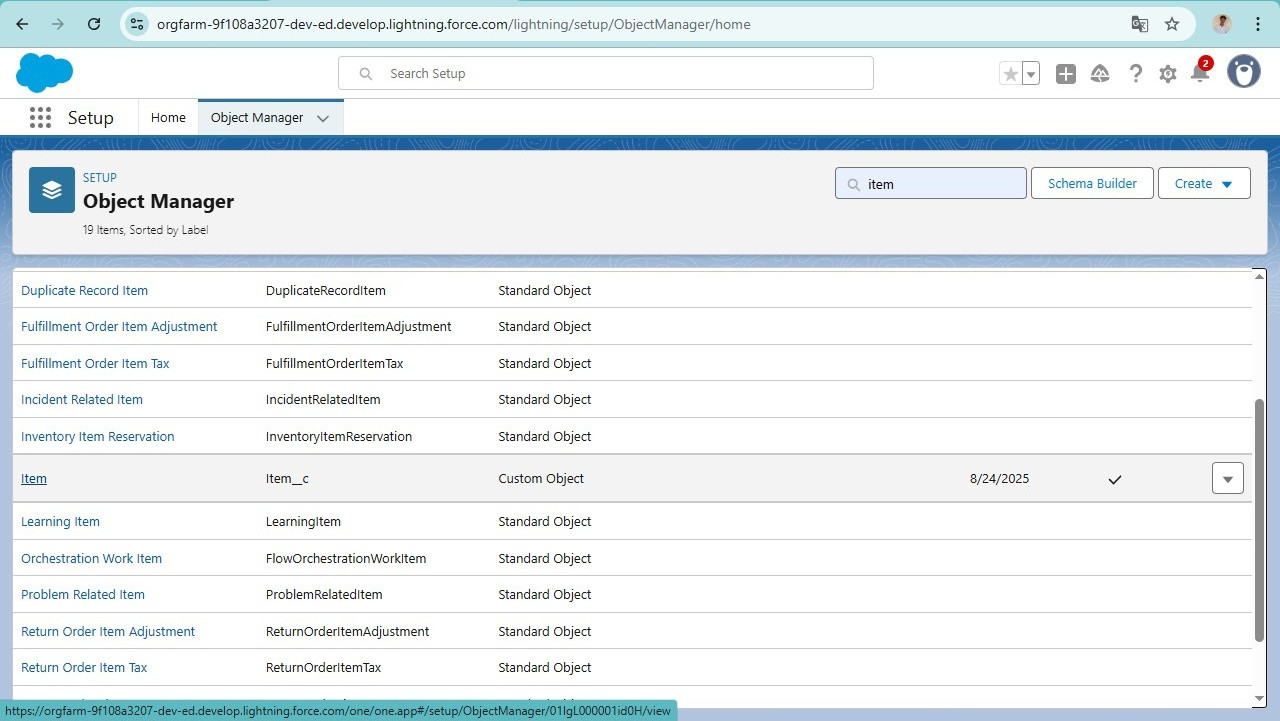 orgfarm-9f108a3207-dev-ed.develop.lightning.force.com/lightning/setup/ObjectManager/home
Search Setup
2
Setup
Home
Object Manager
SETUP
Object Manager
19 Items, Sorted by Label
item
Schema Builder
Create
Duplicate Record Item DuplicateRecordItem Standard Object
Fulfillment Order Item Adjustment FulfillmentOrderItemAdjustment Standard Object
Fulfillment Order Item Tax FulfillmentOrderItemTax Standard Object
Incident Related Item IncidentRelatedItem Standard Object
Inventory Item Reservation InventoryItemReservation Standard Object
Item Item__c Custom Object 8/24/2025
Learning Item LearningItem Standard Object
Orchestration Work Item FlowOrchestrationWorkItem Standard Object
Problem Related Item ProblemRelatedItem Standard Object
Return Order Item Adjustment ReturnOrderItemAdjustment Standard Object
Return Order Item Tax ReturnOrderItemTax Standard Object
https://orgfarm-9f108a3207-dev-ed.develop.lightning.force.com/one/one.app#/setup/ObjectManager/01IgL000001id0H/view